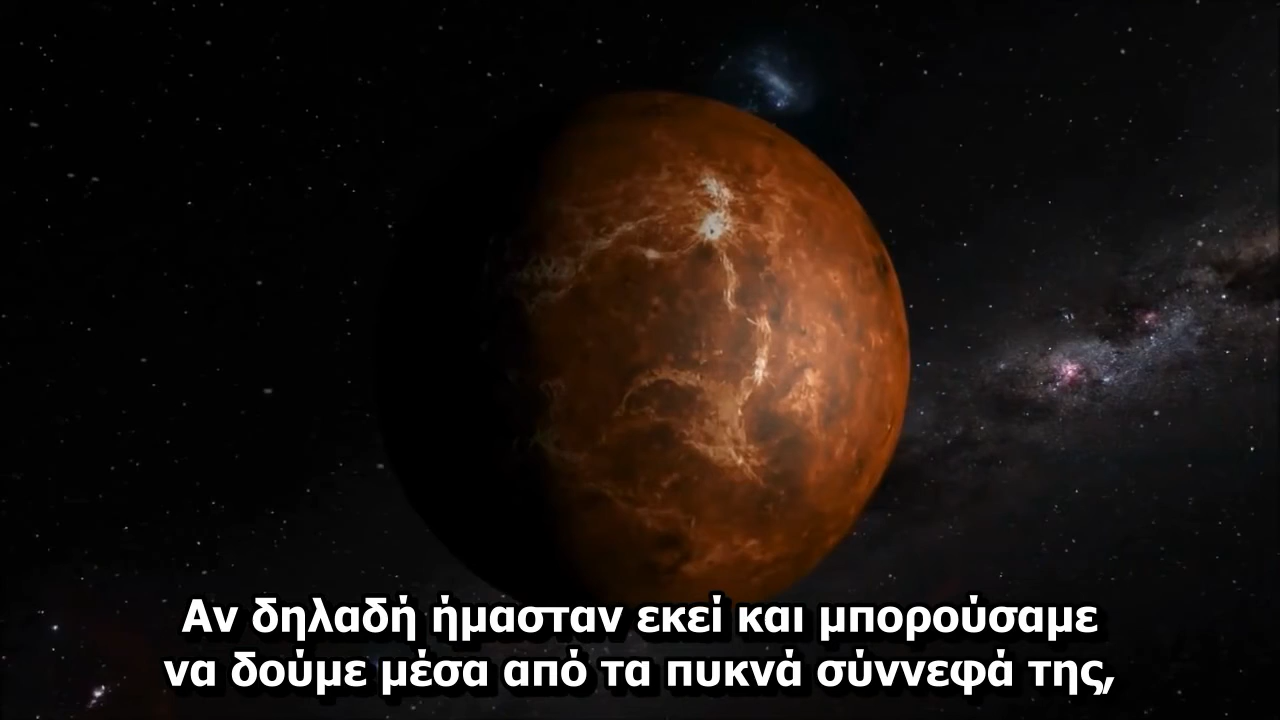 Αν δηλαδή ήμασταν εκεί και μπορούσαμε
να δούμε μέσα από τα πυκνά σύννεφά της,